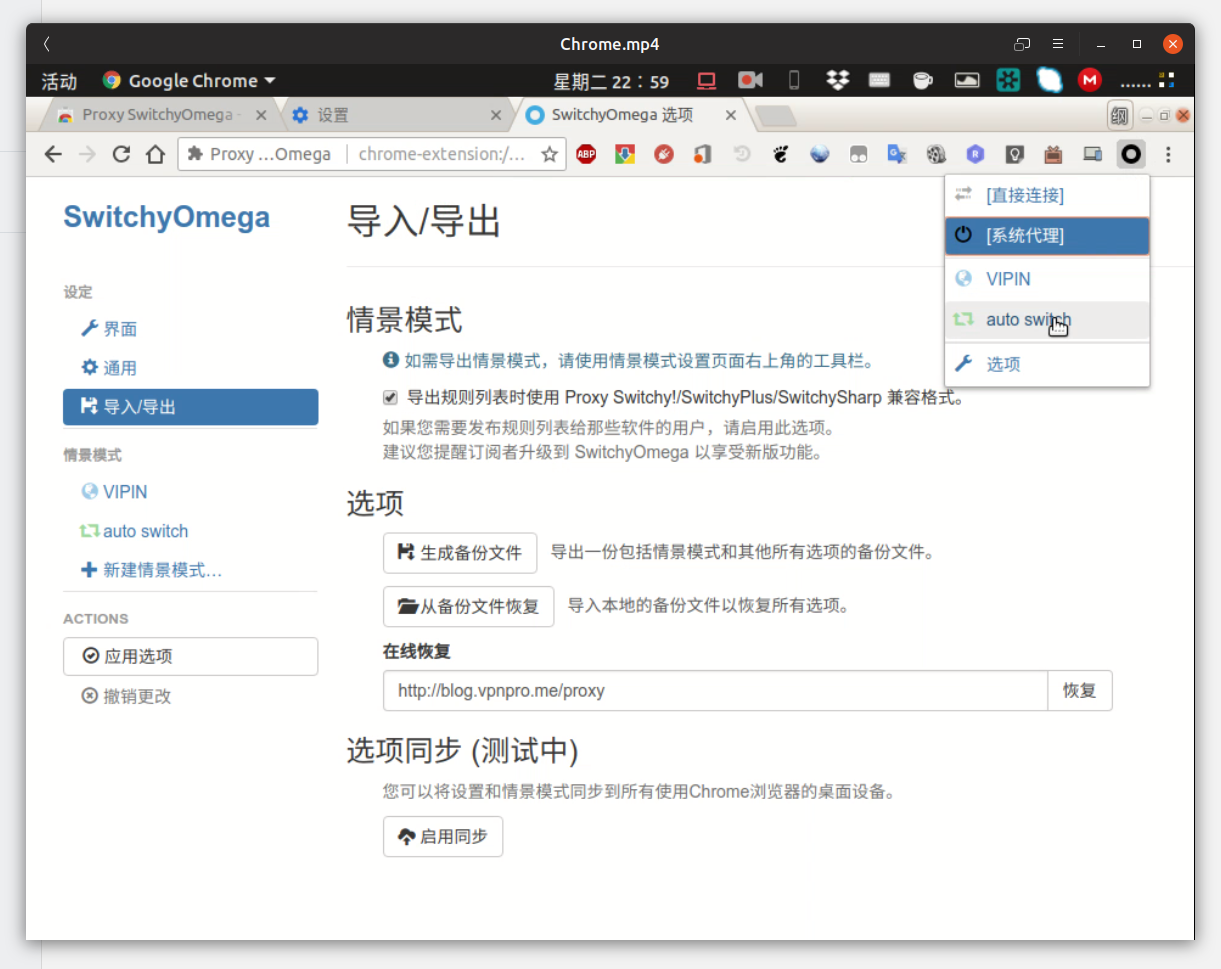 Chrome.mp4
活动 Google Chrome 星期二 22：59 ......
Proxy SwitchyOmega - 设置 SwitchyOmega 选项
Proxy ...Omega chrome-extension:/... ABP
[直接连接]
[系统代理]
VIPIN
auto switch
选项
SwitchyOmega
设定
界面
通用
导入/导出
情景模式
VIPIN
auto switch
新建情景模式…
ACTIONS
应用选项
撤销更改
导入/导出
情景模式
如需导出情景模式，请使用情景模式设置页面右上角的工具栏。
导出规则列表时使用 Proxy Switchy!/SwitchyPlus/SwitchySharp 兼容格式。
如果您需要发布规则列表给那些软件的用户，请启用此选项。
建议您提醒订阅者升级到 SwitchyOmega 以享受新版功能。
选项
生成备份文件 导出一份包括情景模式和其他所有选项的备份文件。
从备份文件恢复 导入本地的备份文件以恢复所有选项。
在线恢复
http://blog.vpnpro.me/proxy 恢复
选项同步 (测试中)
您可以将设置和情景模式同步到所有使用Chrome浏览器的桌面设备。
启用同步